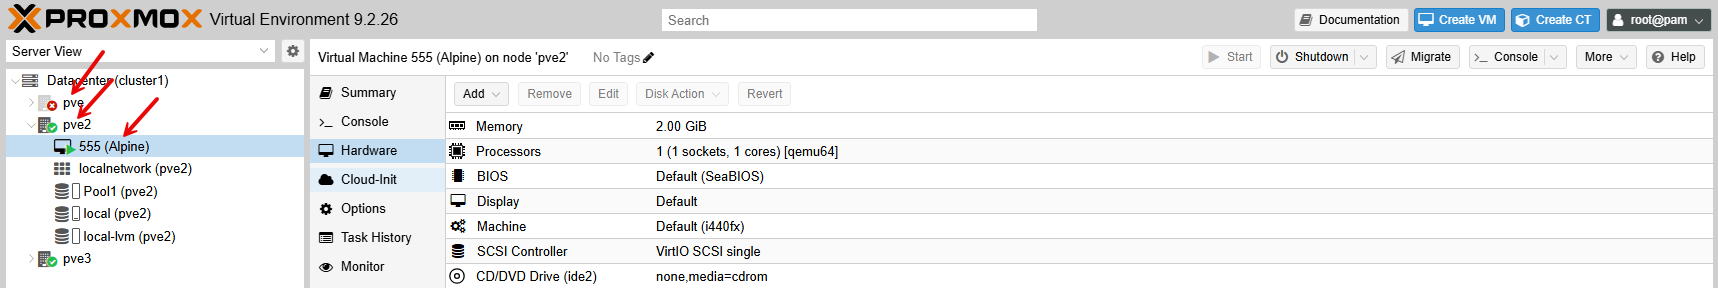 PROXMOX Virtual Environment 9.2.26 Search Documentation Create VM Create CT root@pam
Server View
Virtual Machine 555 (Alpine) on node 'pve2' No Tags Start Shutdown Migrate Console More Help
Datacenter (cluster1)
pve
pve2
555 (Alpine)
localnetwork (pve2)
Pool1 (pve2)
local (pve2)
local-lvm (pve2)
pve3
Summary
Console
Hardware
Cloud-Init
Options
Task History
Monitor
Add Remove Edit Disk Action Revert
Memory 2.00 GiB
Processors 1 (1 sockets, 1 cores) [qemu64]
BIOS Default (SeaBIOS)
Display Default
Machine Default (i440fx)
SCSI Controller VirtIO SCSI single
CD/DVD Drive (ide2) none,media=cdrom